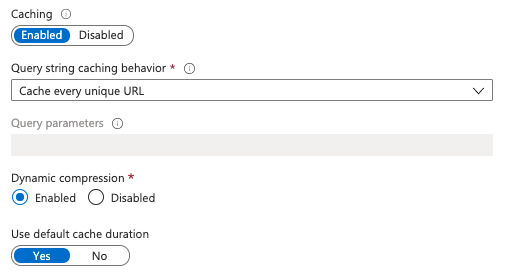 Caching
Enabled Disabled
Query string caching behavior *
Cache every unique URL
Query parameters
Dynamic compression *
Enabled Disabled
Use default cache duration
Yes No